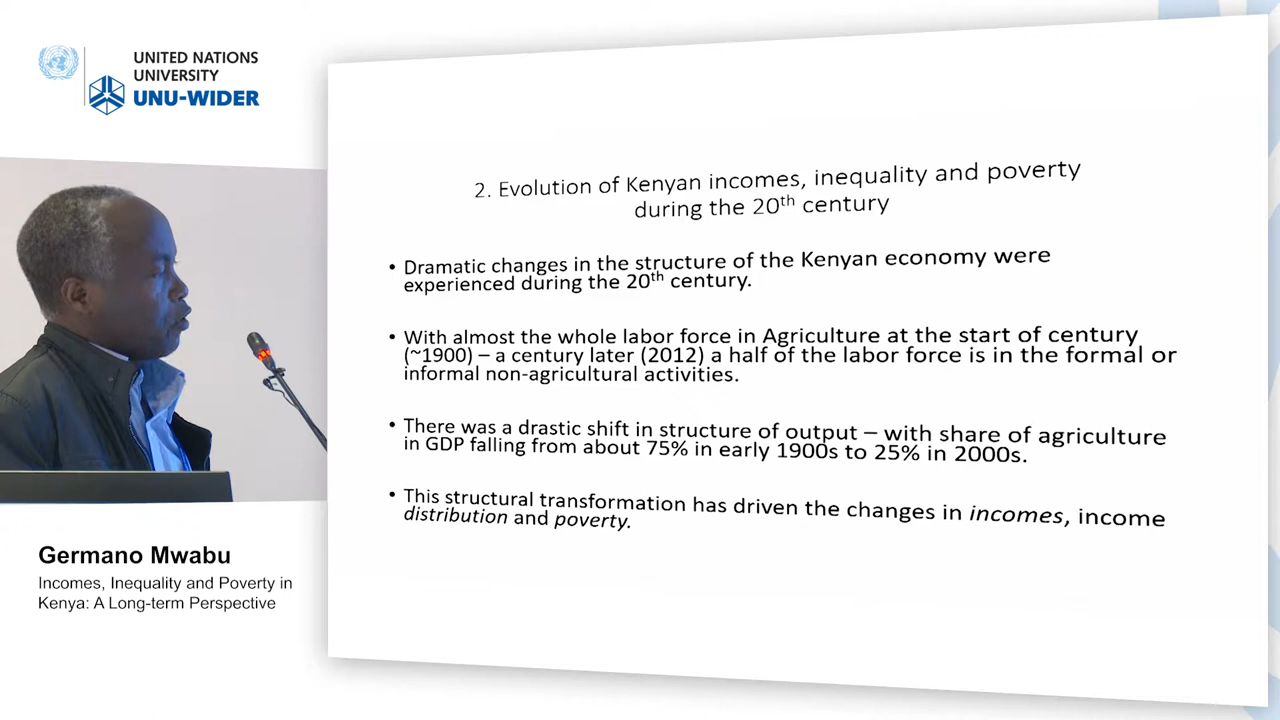 UNITED NATIONS
UNIVERSITY
UNU-WIDER
2. Evolution of Kenyan incomes, inequality and poverty
during the 20th century
• Dramatic changes in the structure of the Kenyan economy were
experienced during the 20th century.
• With almost the whole labor force in Agriculture at the start of century
(~1900) – a century later (2012) a half of the labor force is in the formal or
informal non-agricultural activities.
• There was a drastic shift in structure of output – with share of agriculture
in GDP falling from about 75% in early 1900s to 25% in 2000s.
• This structural transformation has driven the changes in incomes, income
distribution and poverty.
Germano Mwabu
Incomes, Inequality and Poverty in
Kenya: A Long-term Perspective